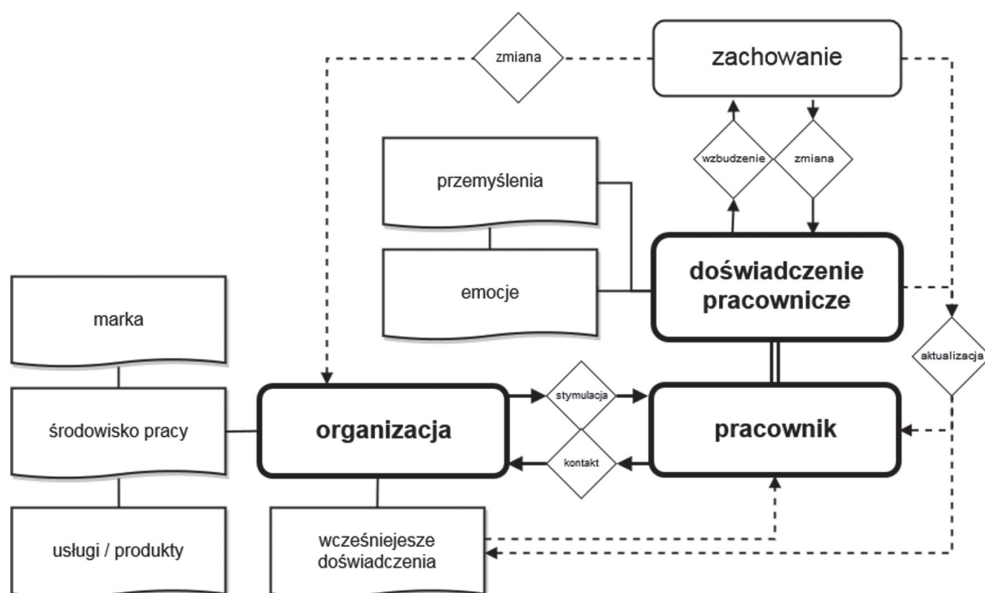 zmiana
zachowanie
wzbudzenie
zmiana
przemyślenia
emocje
doświadczenie
pracownicze
marka
aktualizacja
stymulacja
środowisko pracy
organizacja
pracownik
kontakt
usługi / produkty
wcześniejesze
doświadczenia